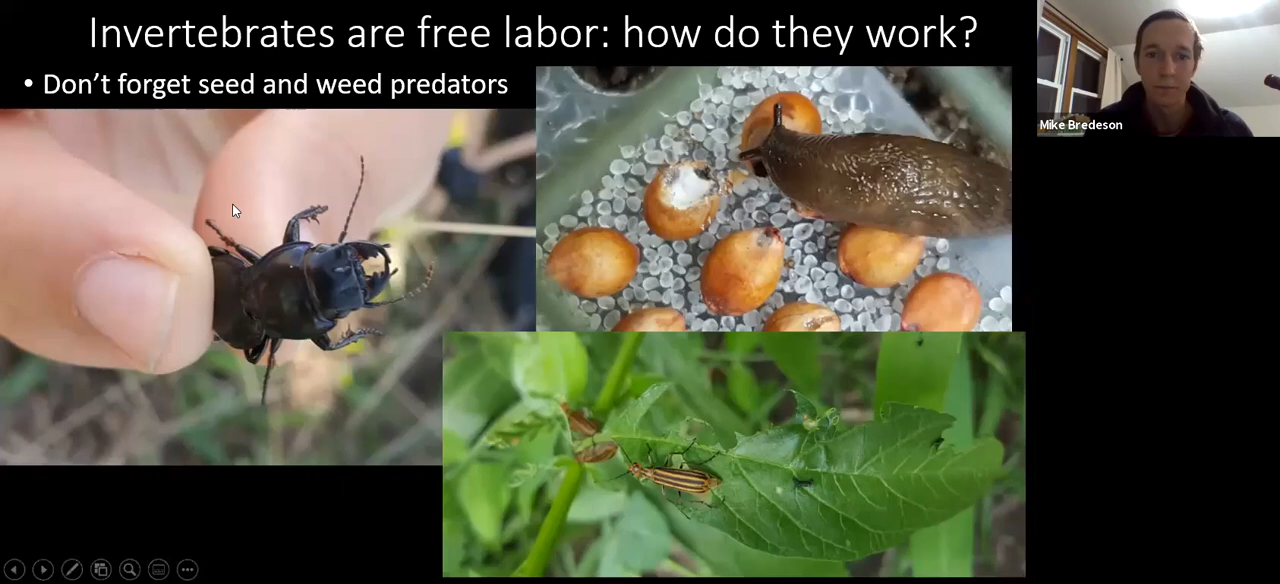 Invertebrates are free labor: how do they work?
• Don't forget seed and weed predators
Mike Bredeson